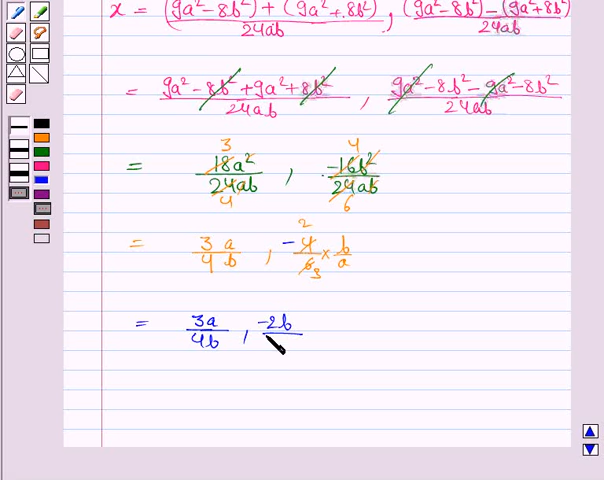 x = (9a²-8b²)+(9a²+8b²)/24ab, (9a²-8b²)-(9a²+8b²)/24ab
= 9a²-8b²+9a²+8b²/24ab, 9a²-8b²-9a²-8b²/24ab
3 4
= 18a²/24ab, -16b²/24ab
4 6
2
= 3a/4b, -4/6 × b/a
3
= 3a/4b, -2b